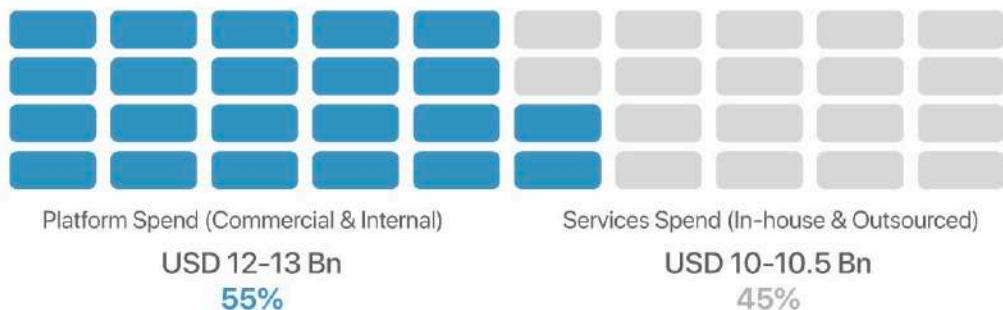 Platform Spend (Commercial & Internal)
USD 12-13 Bn
55%
Services Spend (In-house & Outsourced)
USD 10-10.5 Bn
45%